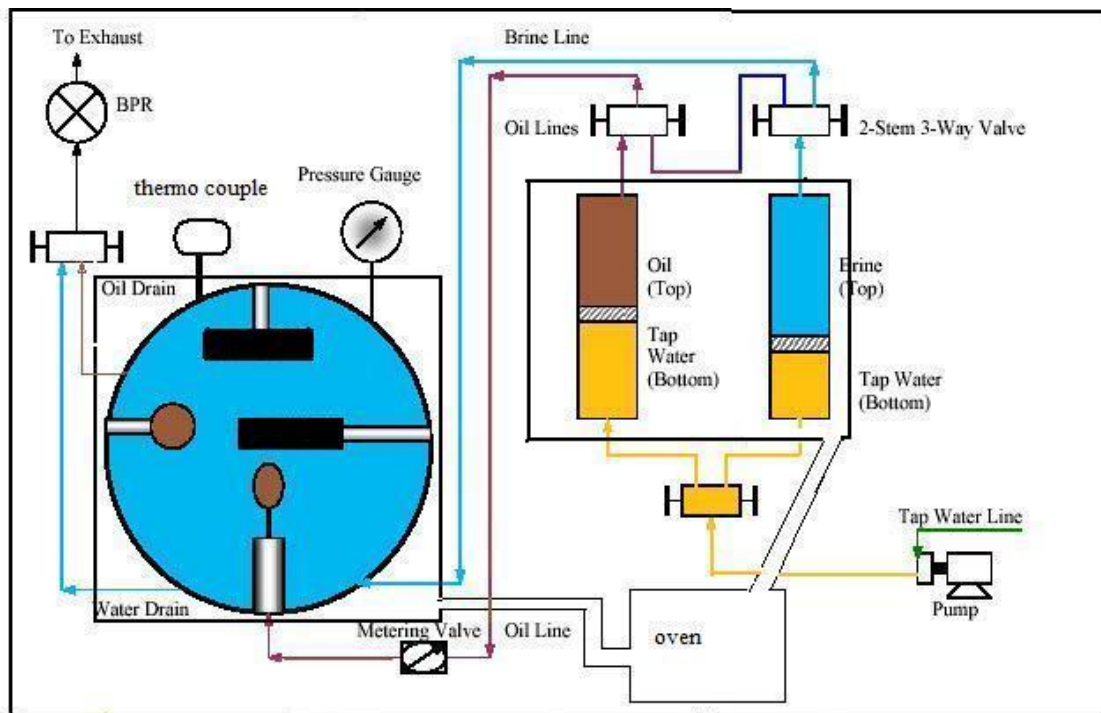 To Exhaust
Brine Line
BPR
Oil Lines
2-Stem 3-Way Valve
thermo couple
Pressure Gauge
Oil Drain
Oil
(Top)
Erine
(Top)
Tap
Water
(Bottom)
Tap Water
(Bottom)
Tap Water Line
Water Drain
Metering Valve
Oil Line
oven
Pump